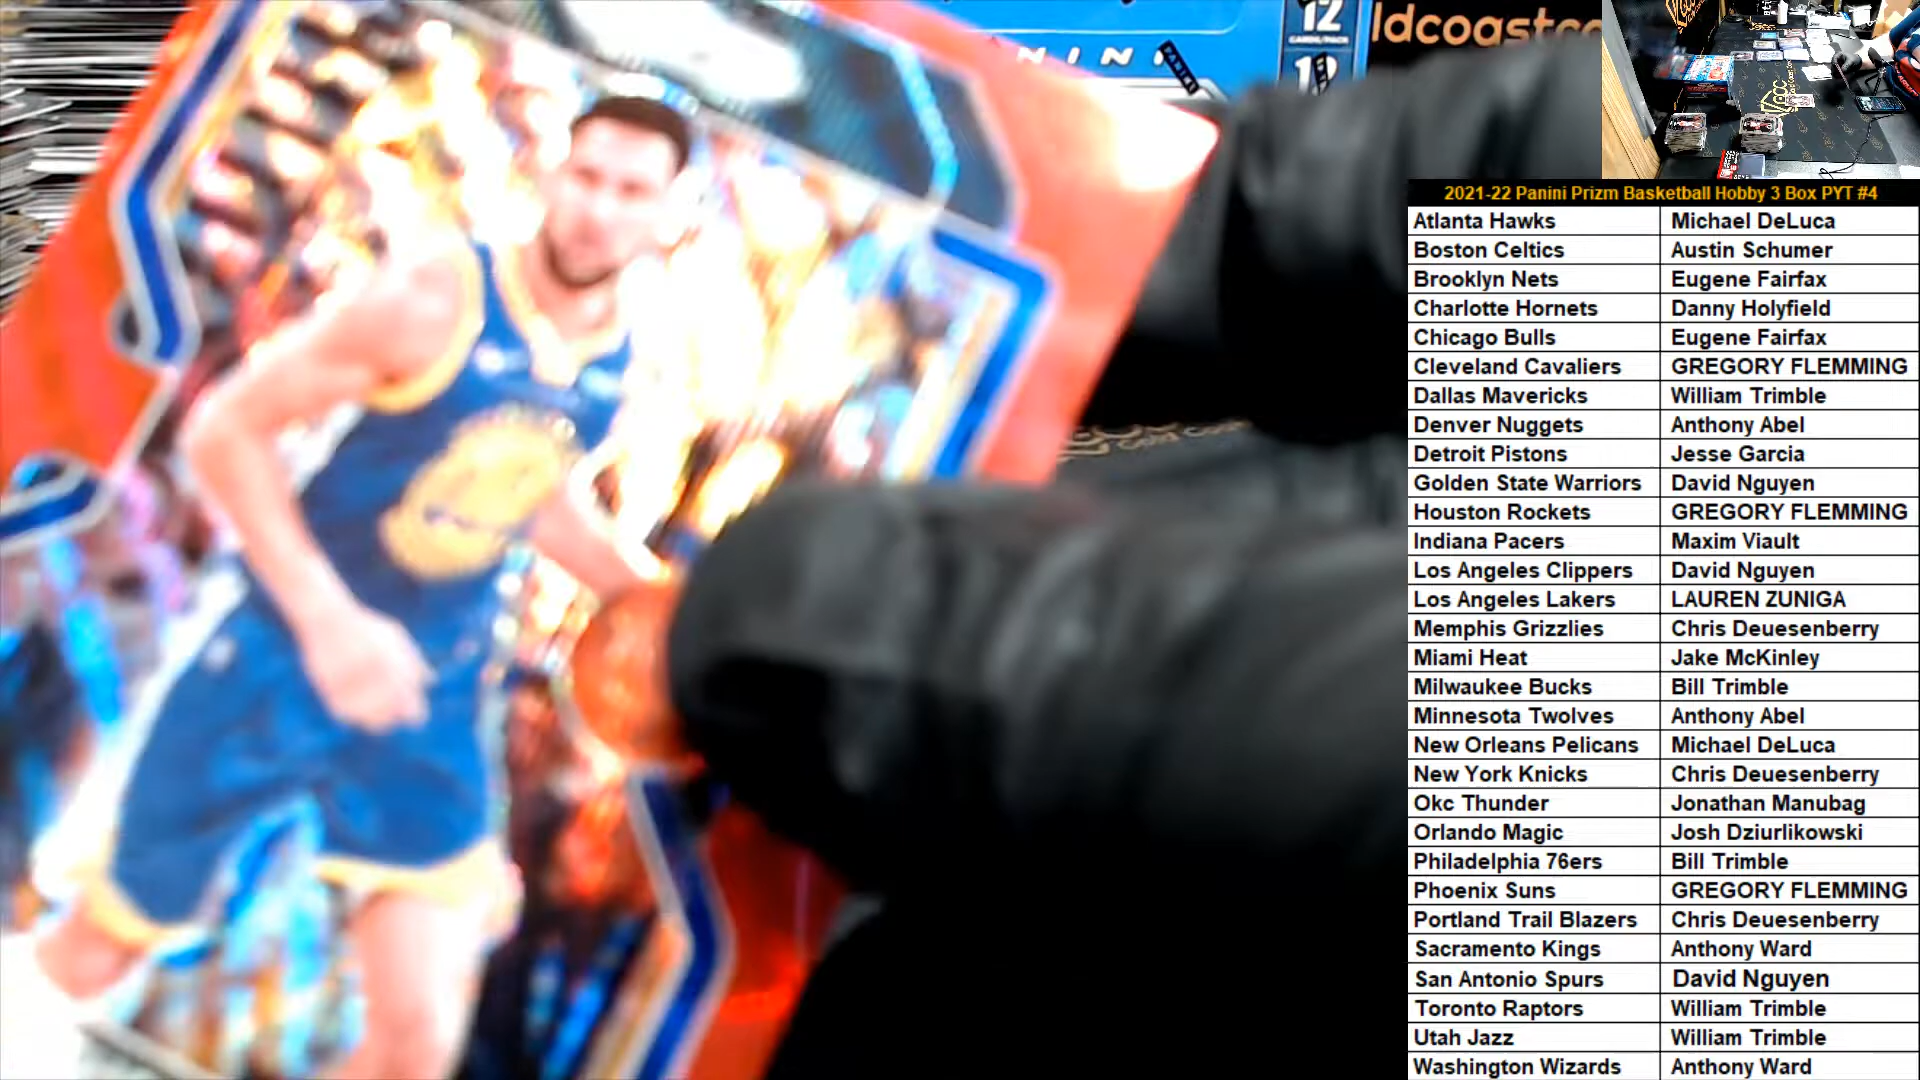 12
CARDS/PACK
NINI
PANINI
12
ldcoastco
GCC
2021-22 Panini Prizm Basketball Hobby 3 Box PYT #4
Atlanta Hawks Michael DeLuca
Boston Celtics Austin Schumer
Brooklyn Nets Eugene Fairfax
Charlotte Hornets Danny Holyfield
Chicago Bulls Eugene Fairfax
Cleveland Cavaliers GREGORY FLEMMING
Dallas Mavericks William Trimble
Denver Nuggets Anthony Abel
Detroit Pistons Jesse Garcia
Golden State Warriors David Nguyen
Houston Rockets GREGORY FLEMMING
Indiana Pacers Maxim Viault
Los Angeles Clippers David Nguyen
Los Angeles Lakers LAUREN ZUNIGA
Memphis Grizzlies Chris Deuesenberry
Miami Heat Jake McKinley
Milwaukee Bucks Bill Trimble
Minnesota Twolves Anthony Abel
New Orleans Pelicans Michael DeLuca
New York Knicks Chris Deuesenberry
Okc Thunder Jonathan Manubag
Orlando Magic Josh Dziurlikowski
Philadelphia 76ers Bill Trimble
Phoenix Suns GREGORY FLEMMING
Portland Trail Blazers Chris Deuesenberry
Sacramento Kings Anthony Ward
San Antonio Spurs David Nguyen
Toronto Raptors William Trimble
Utah Jazz William Trimble
Washington Wizards Anthony Ward